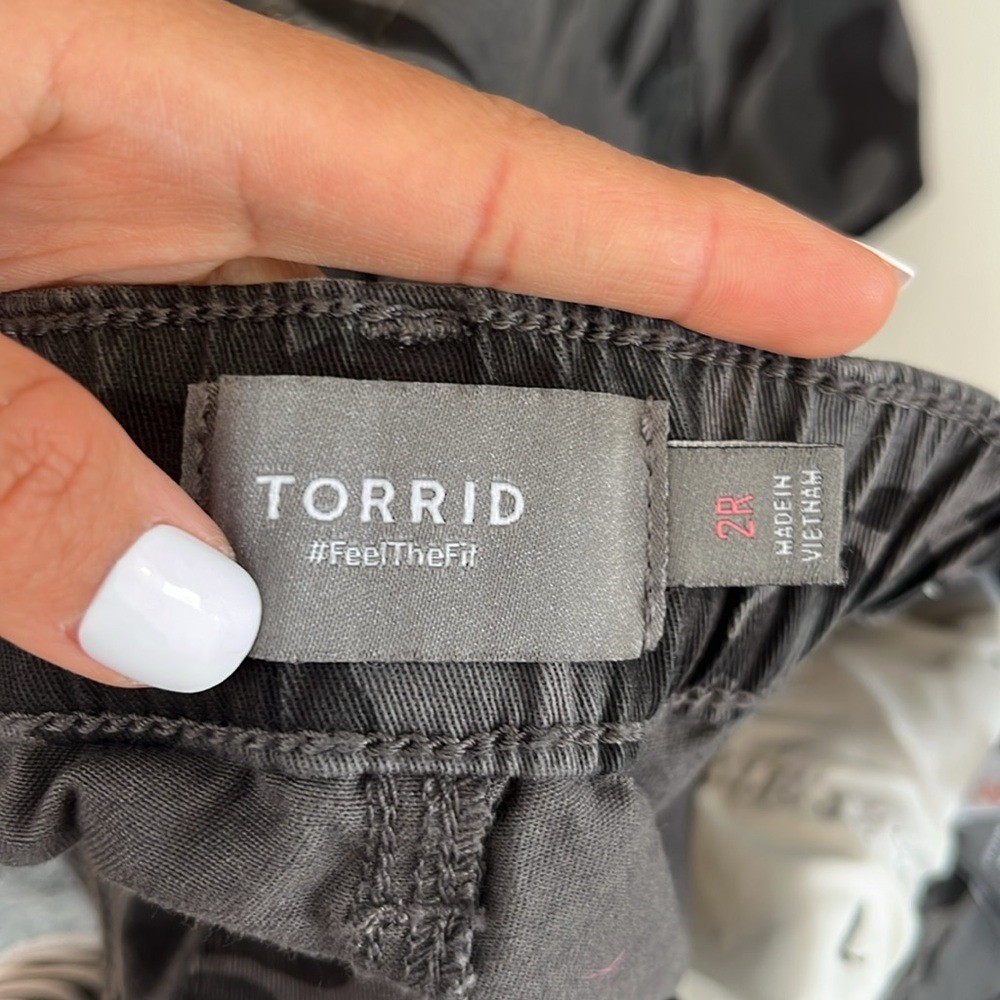 TORRID
#FeelTheFit
2R
MADE IN
VIETNAM